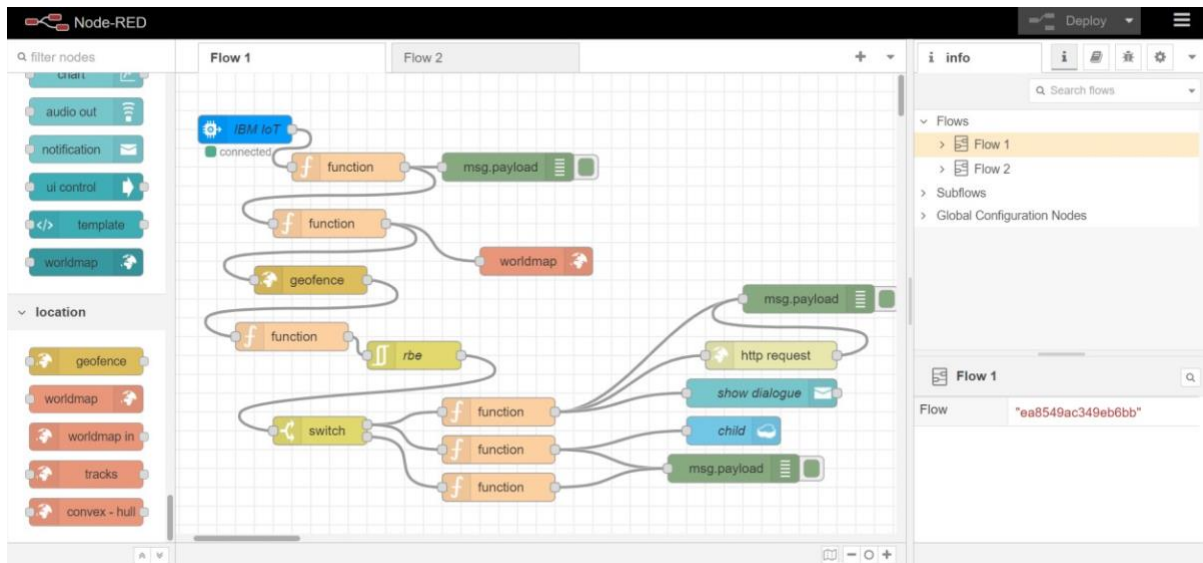 Node-RED
Deploy
filter nodes
Flow 1
Flow 2
info
i
Search flows
chart
audio out
notification
ui control
template
worldmap
location
geofence
worldmap
worldmap in
tracks
convex - hull
IBM IoT
connected
function
msg.payload
function
worldmap
geofence
msg.payload
function
rbe
http request
show dialogue
function
switch
child
function
msg.payload
function
Flows
Flow 1
Flow 2
Subflows
Global Configuration Nodes
Flow 1
Flow "ea8549ac349eb6bb"